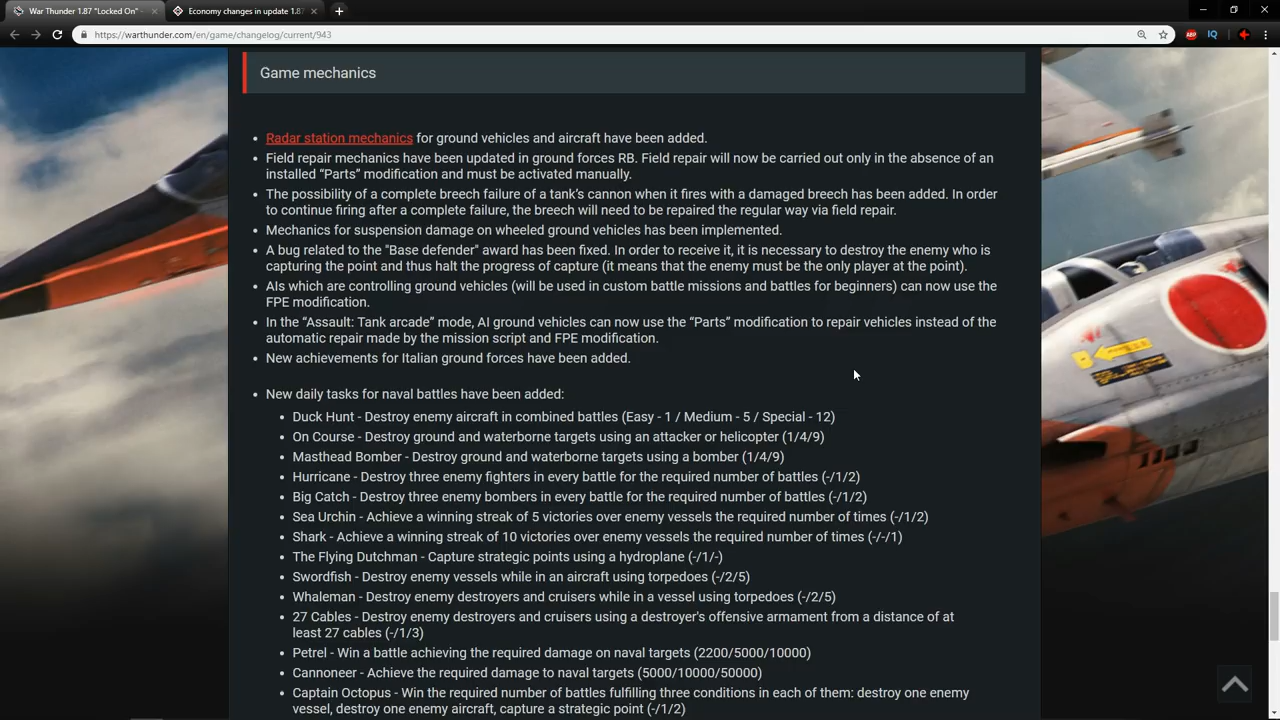 War Thunder 1.87 "Locked On" -
Economy changes in update 1.87
https://warthunder.com/en/game/changelog/current/943
ABP
IQ
Game mechanics
Radar station mechanics for ground vehicles and aircraft have been added.
Field repair mechanics have been updated in ground forces RB. Field repair will now be carried out only in the absence of an
installed “Parts” modification and must be activated manually.
The possibility of a complete breech failure of a tank’s cannon when it fires with a damaged breech has been added. In order
to continue firing after a complete failure, the breech will need to be repaired the regular way via field repair.
Mechanics for suspension damage on wheeled ground vehicles has been implemented.
A bug related to the "Base defender" award has been fixed. In order to receive it, it is necessary to destroy the enemy who is
capturing the point and thus halt the progress of capture (it means that the enemy must be the only player at the point).
AIs which are controlling ground vehicles (will be used in custom battle missions and battles for beginners) can now use the
FPE modification.
In the “Assault: Tank arcade” mode, AI ground vehicles can now use the “Parts” modification to repair vehicles instead of the
automatic repair made by the mission script and FPE modification.
New achievements for Italian ground forces have been added.
New daily tasks for naval battles have been added:
Duck Hunt - Destroy enemy aircraft in combined battles (Easy - 1 / Medium - 5 / Special - 12)
On Course - Destroy ground and waterborne targets using an attacker or helicopter (1/4/9)
Masthead Bomber - Destroy ground and waterborne targets using a bomber (1/4/9)
Hurricane - Destroy three enemy fighters in every battle for the required number of battles (-/1/2)
Big Catch - Destroy three enemy bombers in every battle for the required number of battles (-/1/2)
Sea Urchin - Achieve a winning streak of 5 victories over enemy vessels the required number of times (-/1/2)
Shark - Achieve a winning streak of 10 victories over enemy vessels the required number of times (-/-/1)
The Flying Dutchman - Capture strategic points using a hydroplane (-/1/-)
Swordfish - Destroy enemy vessels while in an aircraft using torpedoes (-/2/5)
Whaleman - Destroy enemy destroyers and cruisers while in a vessel using torpedoes (-/2/5)
27 Cables - Destroy enemy destroyers and cruisers using a destroyer's offensive armament from a distance of at
least 27 cables (-/1/3)
Petrel - Win a battle achieving the required damage on naval targets (2200/5000/10000)
Cannoneer - Achieve the required damage to naval targets (5000/10000/50000)
Captain Octopus - Win the required number of battles fulfilling three conditions in each of them: destroy one enemy
vessel, destroy one enemy aircraft, capture a strategic point (-/1/2)